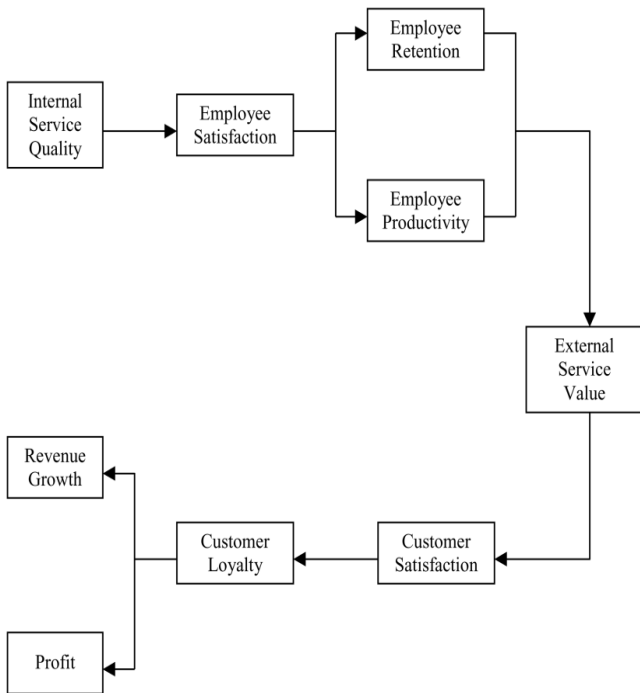 Employee
Retention
Internal
Service
Quality
Employee
Satisfaction
Employee
Productivity
External
Service
Value
Revenue
Growth
Customer
Loyalty
Customer
Satisfaction
Profit